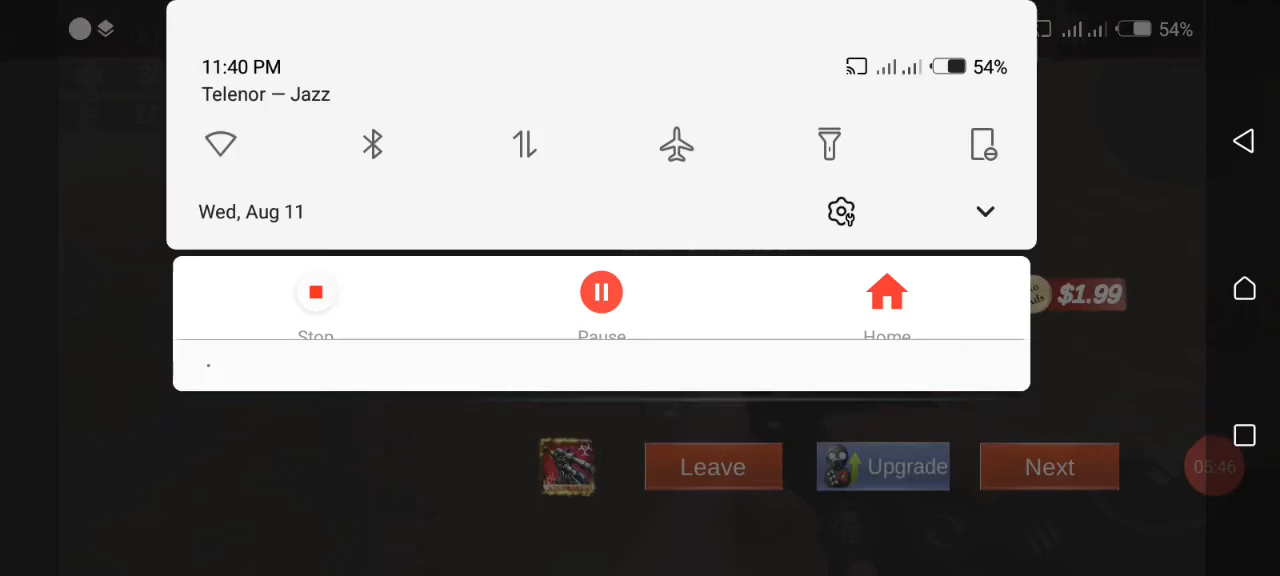 54%
11:40 PM
54%
Telenor — Jazz
Wed, Aug 11
$1.99
Stop
Pause
Home
Leave
Upgrade
Next
05:46